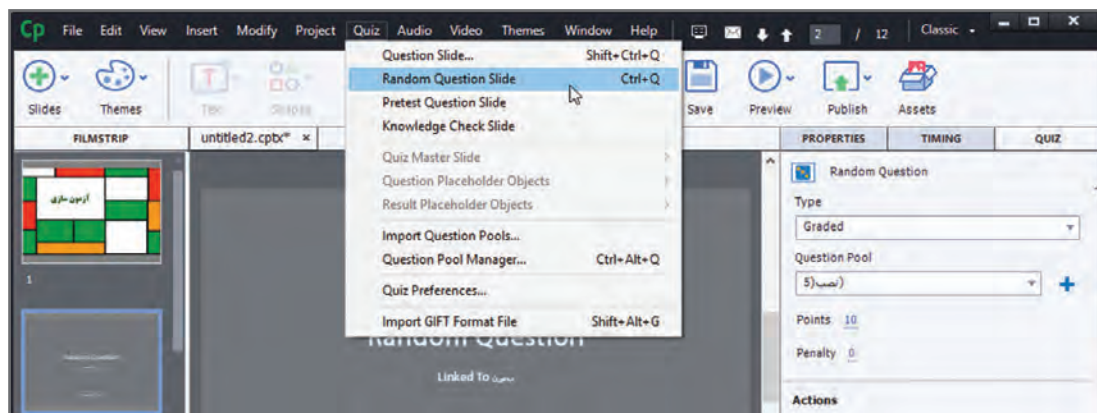 Cp File Edit View Insert Modify Project Quiz Audio Video Themes Window Help 2 / 12 Classic
Slides Themes Save Preview Publish Assets
FILMSTRIP untitled2.cptx* × PROPERTIES TIMING QUIZ
Question Slide... Shift+Ctrl+Q
Random Question Slide Ctrl+Q
Pretest Question Slide
Knowledge Check Slide
Quiz Master Slide
Question Placeholder Objects
Result Placeholder Objects
Import Question Pools...
Question Pool Manager... Ctrl+Alt+Q
Quiz Preferences...
Import GIFT Format File Shift+Alt+G
آزمون سازی
1
Random Question
Linked To
Random Question
Type
Graded
Question Pool
5)نصب)
Points 10
Penalty 0
Actions